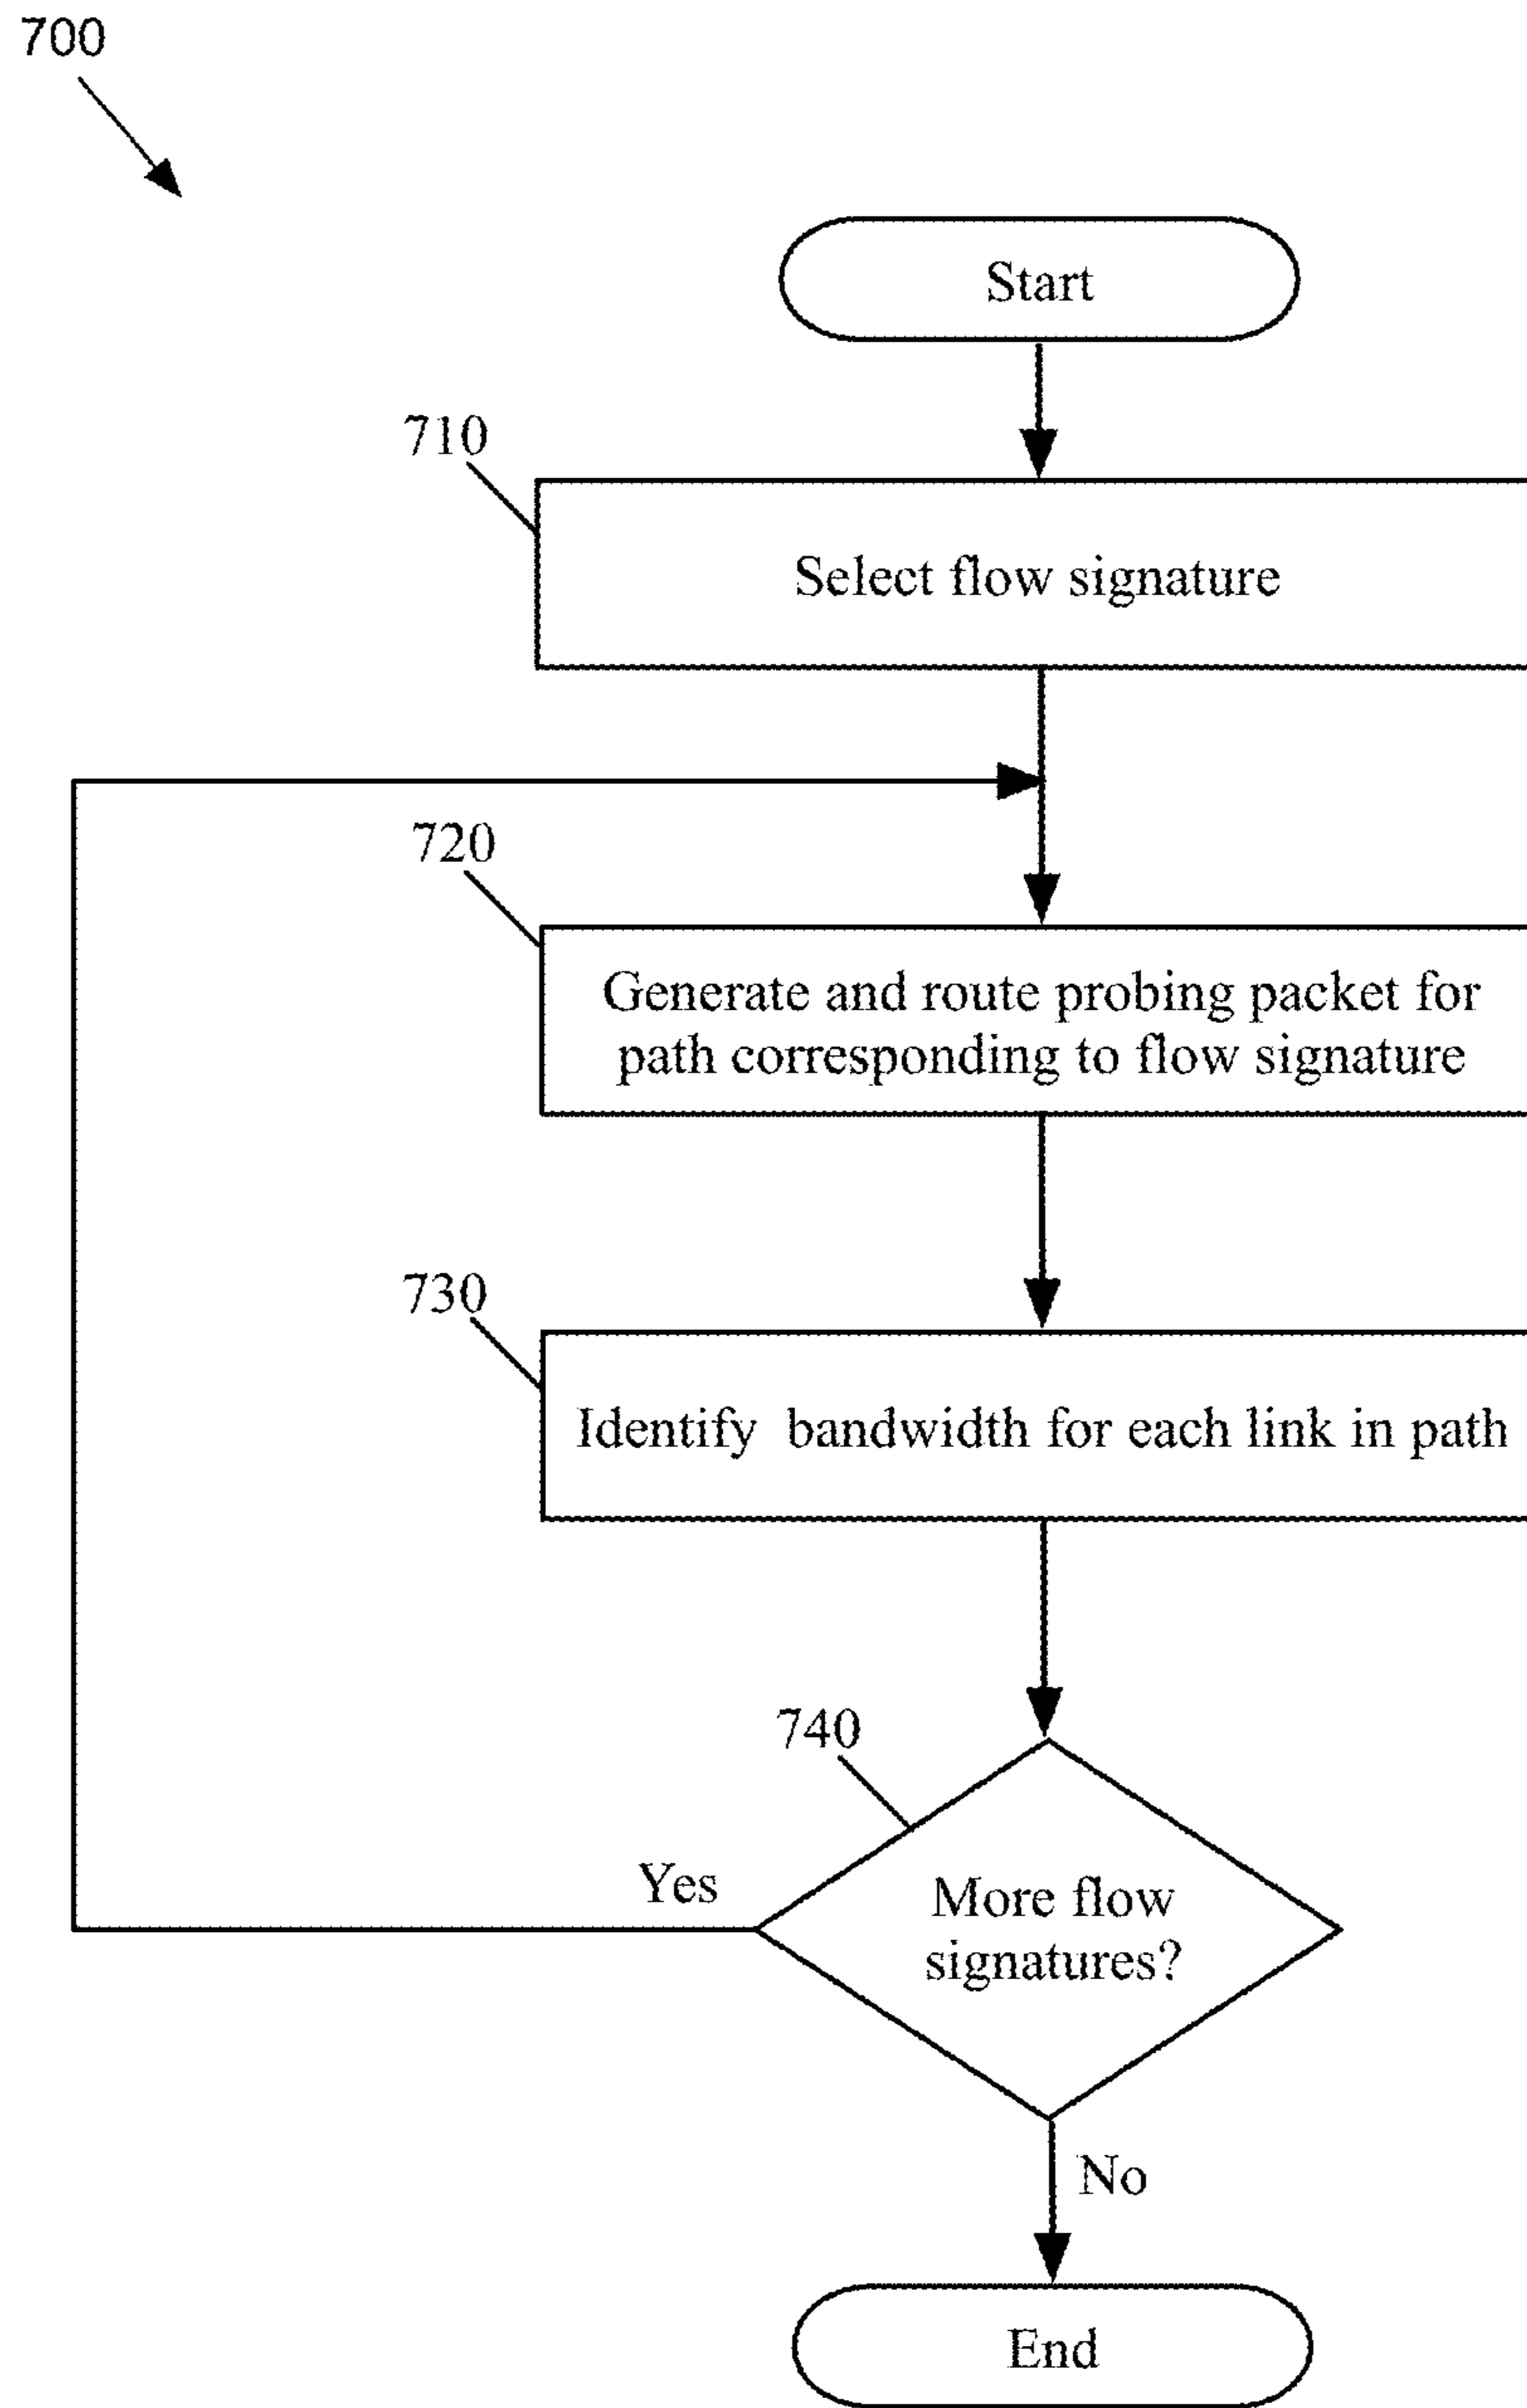 700
Start
710
Select flow signature
720
Generate and route probing packet for
path corresponding to flow signature
730
Identify bandwidth for each link in path
740
Yes
More flow
signatures?
No
End